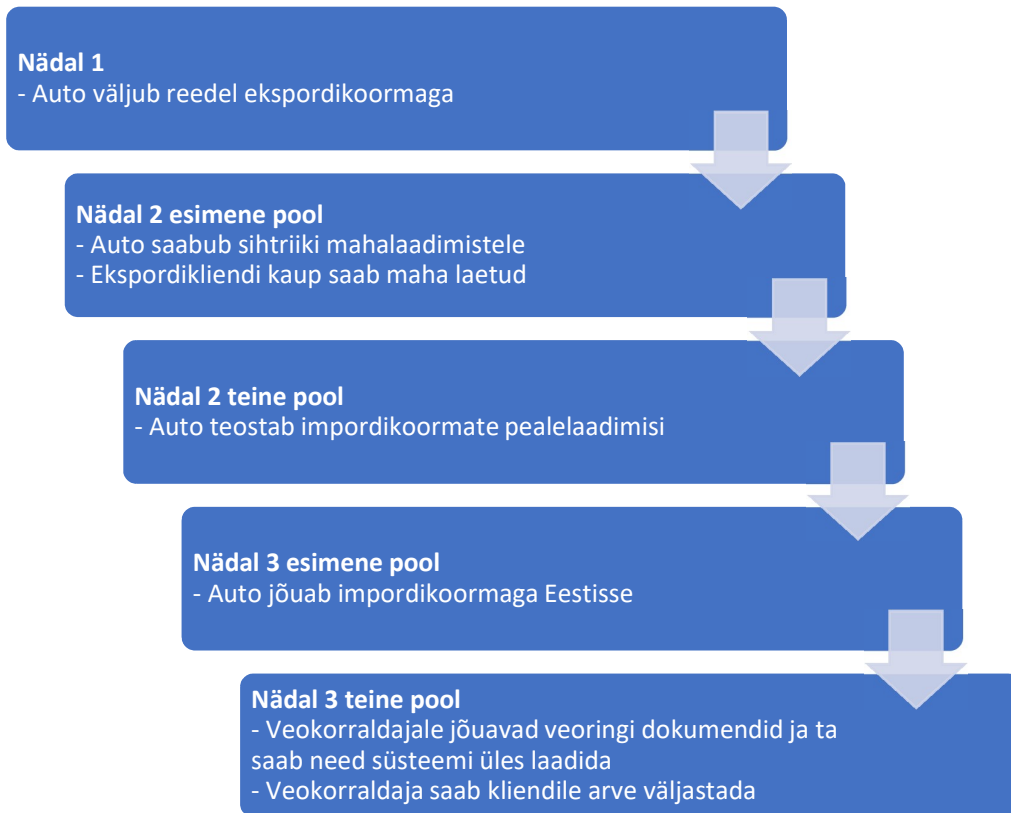 Nädal 1
- Auto väljub reedel ekspordikoormaga
Nädal 2 esimene pool
- Auto saabub sihtriiki mahalaadimistele
- Ekspordikliendi kaup saab maha laetud
Nädal 2 teine pool
- Auto teostab impordikoormate pealelaadimisi
Nädal 3 esimene pool
- Auto jõuab impordikoormaga Eestisse
Nädal 3 teine pool
- Veokorraldajale jõuavad veoringi dokumendid ja ta
saab need süsteemi üles laadida
- Veokorraldaja saab kliendile arve väljastada